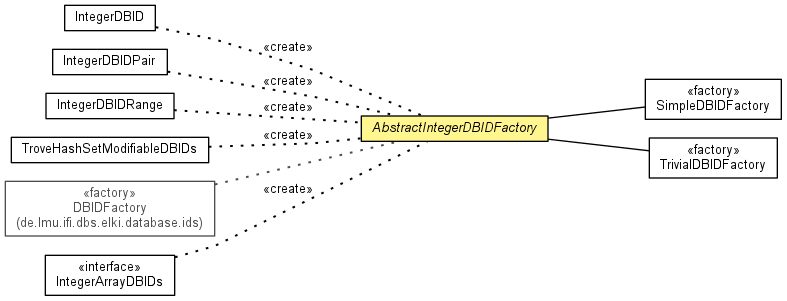 IntegerDBID
«create»
IntegerDBIDPair
«create»
IntegerDBIDRange
«create»
TroveHashSetModifiableDBIDs
«create»
«factory»
DBIDFactory
(de.lmu.ifi.dbs.elki.database.ids)
«create»
«interface»
IntegerArrayDBIDs
AbstractIntegerDBIDFactory
«factory»
SimpleDBIDFactory
«factory»
TrivialDBIDFactory